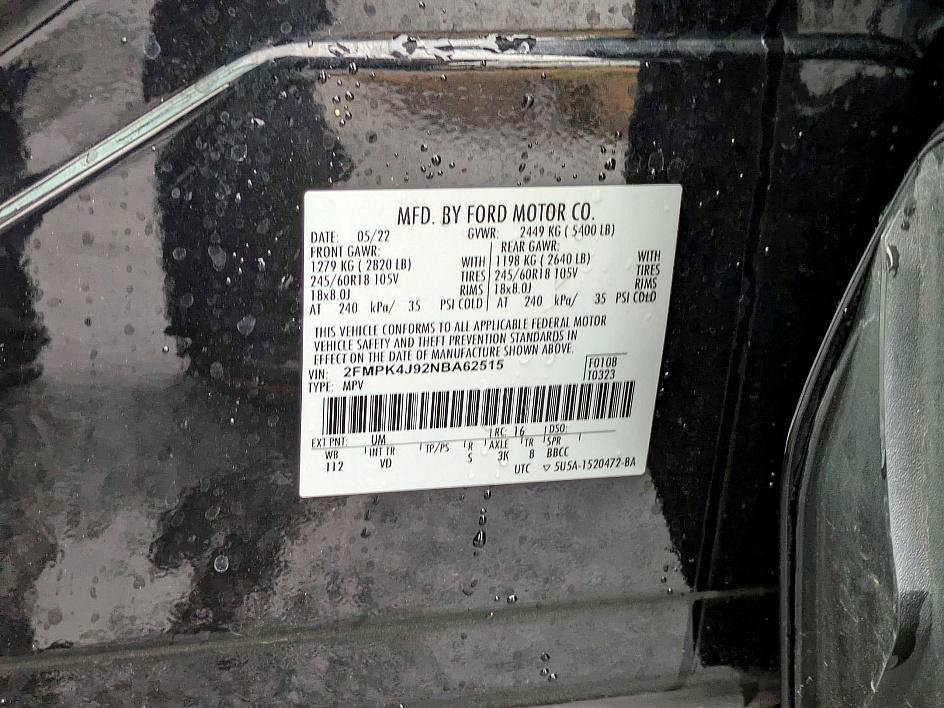 MFD. BY FORD MOTOR CO.
DATE: 05/22 GVWR: 2449 KG ( 5400 LB)
FRONT GAWR: REAR GAWR:
1279 KG ( 2820 LB) WITH 1198 KG ( 2640 LB) WITH
245/60R18 105V TIRES 245/60R18 105V TIRES
18x8.0J RIMS 18x8.0J RIMS
AT 240 kPa/ 35 PSI COLD AT 240 kPa/ 35 PSI COLD
THIS VEHICLE CONFORMS TO ALL APPLICABLE FEDERAL MOTOR
VEHICLE SAFETY AND THEFT PREVENTION STANDARDS IN
EFFECT ON THE DATE OF MANUFACTURE SHOWN ABOVE.
VIN: 2FMPK4J92NBA62515 F0108
TYPE: MPV T0323
EXT PNT: UM RC: 16 DSO:
WB INT TR TP/PS R AXLE TR SPR
112 VD S 3K 8 BBCC
UTC ▽ 5U5A-1520472-BA